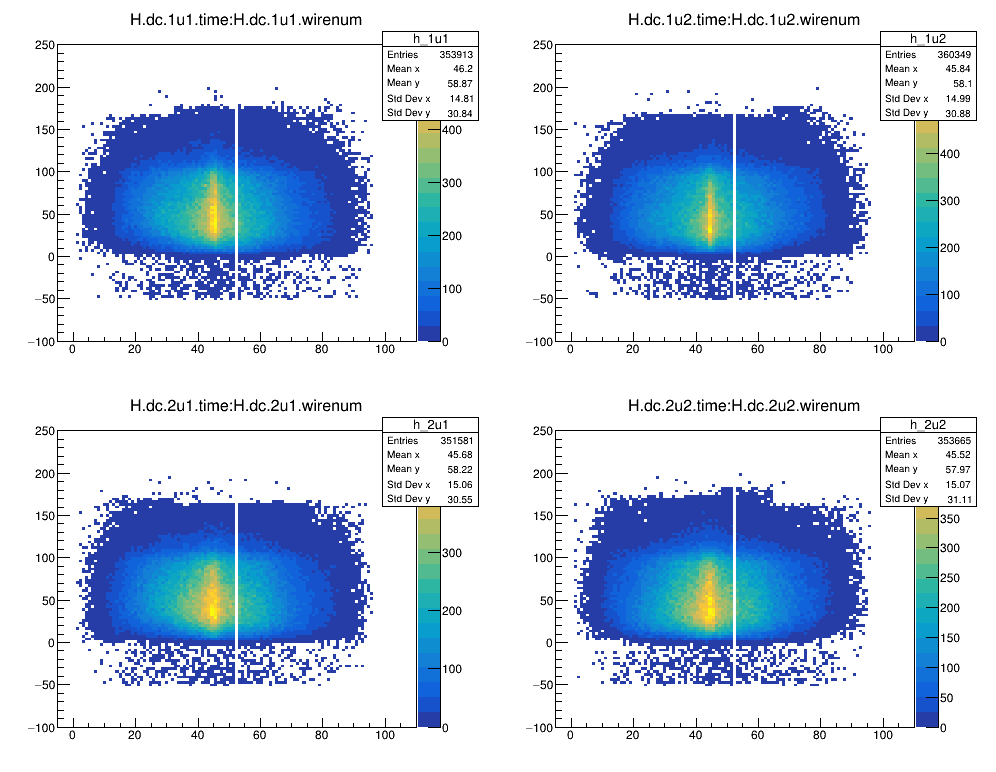 H.dc.1u1.time:H.dc.1u1.wirenum
h_1u1
Entries 353913
Mean x 46.2
Mean y 58.87
Std Dev x 14.81
Std Dev y 30.84
250
200
150
100
50
0
−50
−100
0 20 40 60 80 100
400
300
200
100
0
H.dc.1u2.time:H.dc.1u2.wirenum
h_1u2
Entries 360349
Mean x 45.84
Mean y 58.1
Std Dev x 14.99
Std Dev y 30.88
250
200
150
100
50
0
−50
−100
0 20 40 60 80 100
400
300
200
100
0
H.dc.2u1.time:H.dc.2u1.wirenum
h_2u1
Entries 351581
Mean x 45.68
Mean y 58.22
Std Dev x 15.06
Std Dev y 30.55
250
200
150
100
50
0
−50
−100
0 20 40 60 80 100
300
200
100
0
H.dc.2u2.time:H.dc.2u2.wirenum
h_2u2
Entries 353665
Mean x 45.52
Mean y 57.97
Std Dev x 15.07
Std Dev y 31.11
250
200
150
100
50
0
−50
−100
0 20 40 60 80 100
350
300
250
200
150
100
50
0